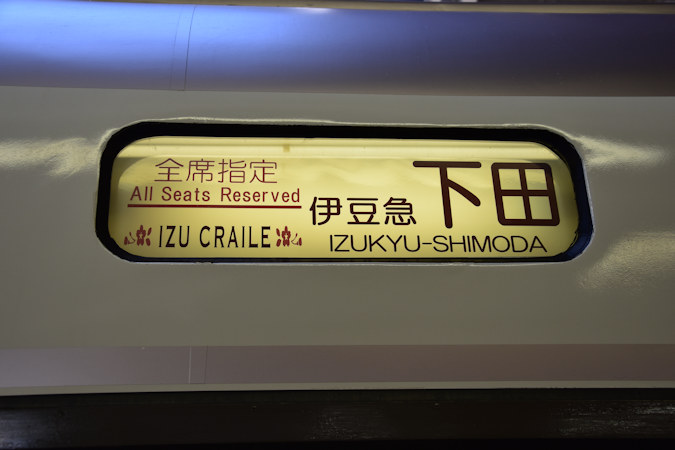 全席指定
All Seats Reserved
IZU CRAILE
伊豆急下田
IZUKYU-SHIMODA